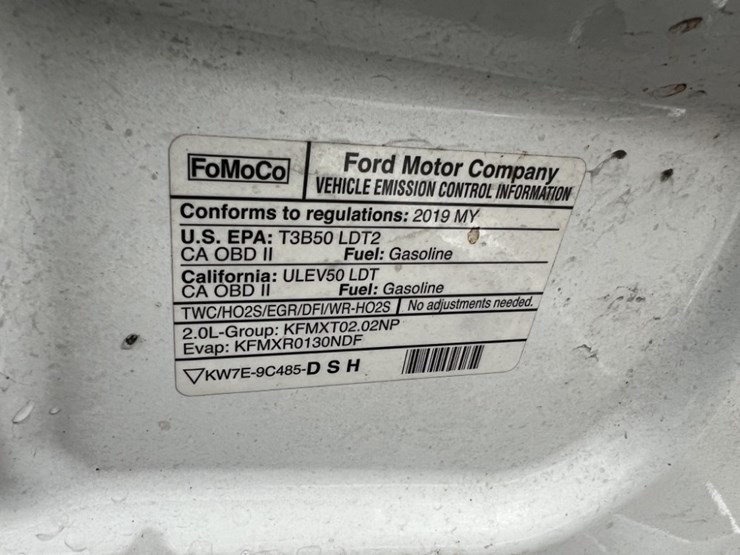 FoMoCo
Ford Motor Company
VEHICLE EMISSION CONTROL INFORMATION
Conforms to regulations: 2019 MY
U.S. EPA: T3B50 LDT2
CA OBD II Fuel: Gasoline
California: ULEV50 LDT
CA OBD II Fuel: Gasoline
TWC/HO2S/EGR/DFI/WR-HO2S No adjustments needed.
2.0L-Group: KFMXT02.02NP
Evap: KFMXR0130NDF
KW7E-9C485-D S H